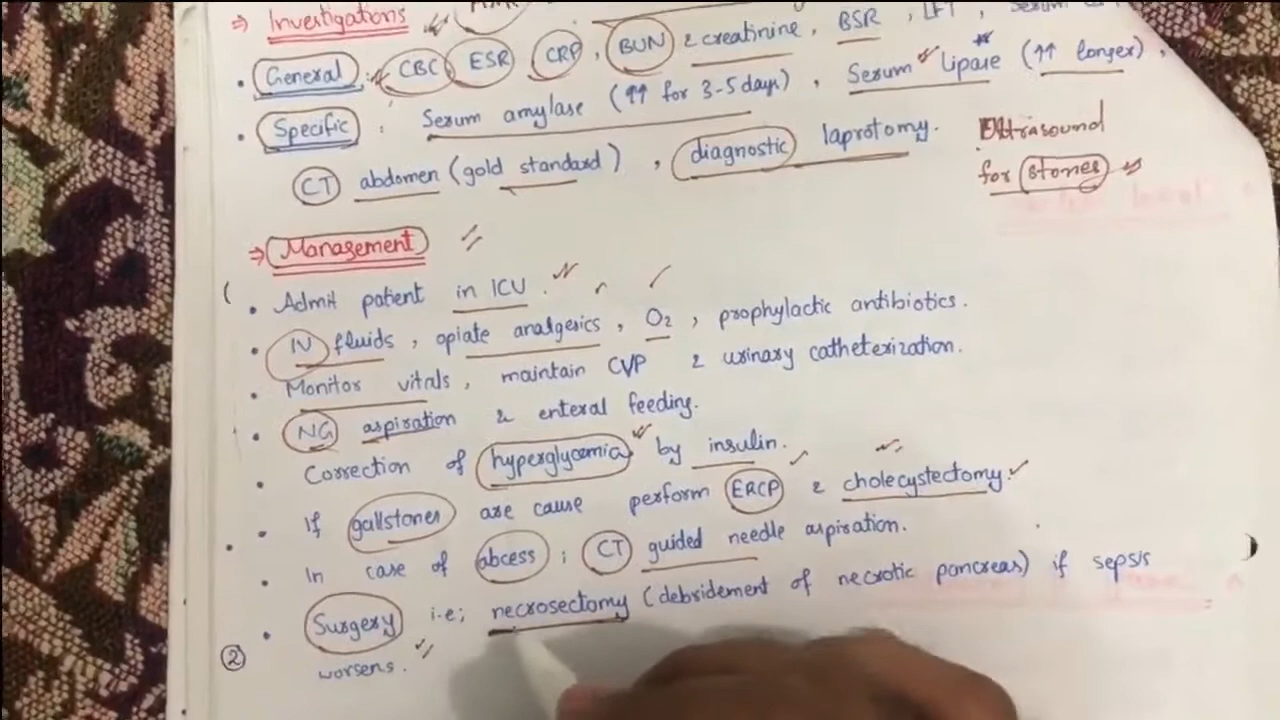 ⇒ Investigations
• General : CBC ESR CRP, BUN & creatinine, BSR, LFT,
• Specific : Serum amylase (↑↑ for 3-5 days), Serum Lipase (↑↑ longer),
CT abdomen (gold standard), diagnostic laprotomy. Ultrasound
for stones
⇒ Management
• Admit patient in ICU.
• IV fluids, opiate analgesics, O2, prophylactic antibiotics.
• Monitor vitals, maintain CVP & urinary catheterization.
• NG aspiration & enteral feeding.
• Correction of hyperglycemia by insulin.
• If gallstones are cause perform ERCP & cholecystectomy.
• In case of abcess; CT guided needle aspiration.
• Surgery i.e; necrosectomy (debridement of necrotic pancreas) if sepsis
② worsens.